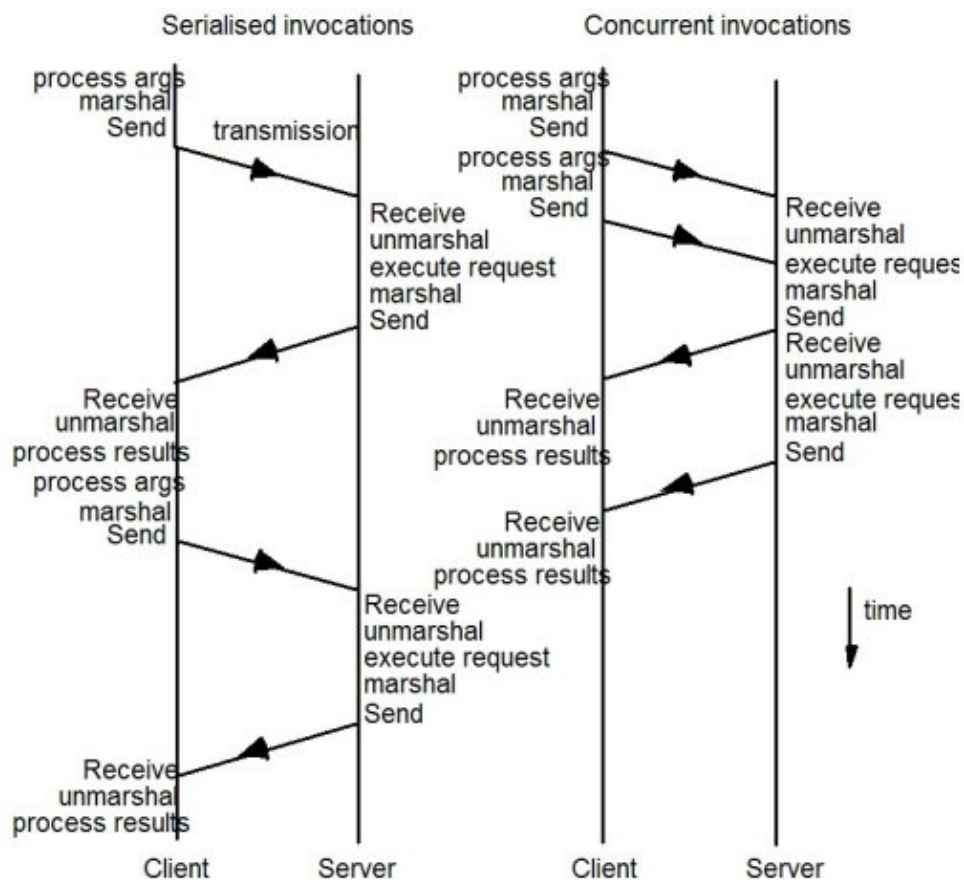 Serialised invocations
process args
marshal
Send
transmission
Receive
unmarshal
execute request
marshal
Send
Receive
unmarshal
process results
process args
marshal
Send
Receive
unmarshal
execute request
marshal
Send
Receive
unmarshal
process results
Client
Server
Concurrent invocations
process args
marshal
Send
process args
marshal
Send
Receive
unmarshal
execute reques
marshal
Send
Receive
unmarshal
execute reques
marshal
Send
Receive
unmarshal
process results
Receive
unmarshal
process results
time
Client
Server